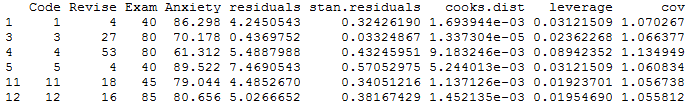 Code Revise Exam Anxiety residuals stan.residuals cooks.dist leverage cov
1 1 4 40 86.298 4.2450543 0.32426190 1.693944e-03 0.03121509 1.070267
3 3 27 80 70.178 0.4369752 0.03324867 1.337304e-05 0.02362268 1.066377
4 4 53 80 61.312 5.4887988 0.43245951 9.183246e-03 0.08942352 1.134949
5 5 4 40 89.522 7.4690543 0.57052975 5.244013e-03 0.03121509 1.060834
11 11 18 45 79.044 4.4852670 0.34051216 1.137126e-03 0.01923701 1.056738
12 12 16 85 80.656 5.0266652 0.38167429 1.452135e-03 0.01954690 1.055812